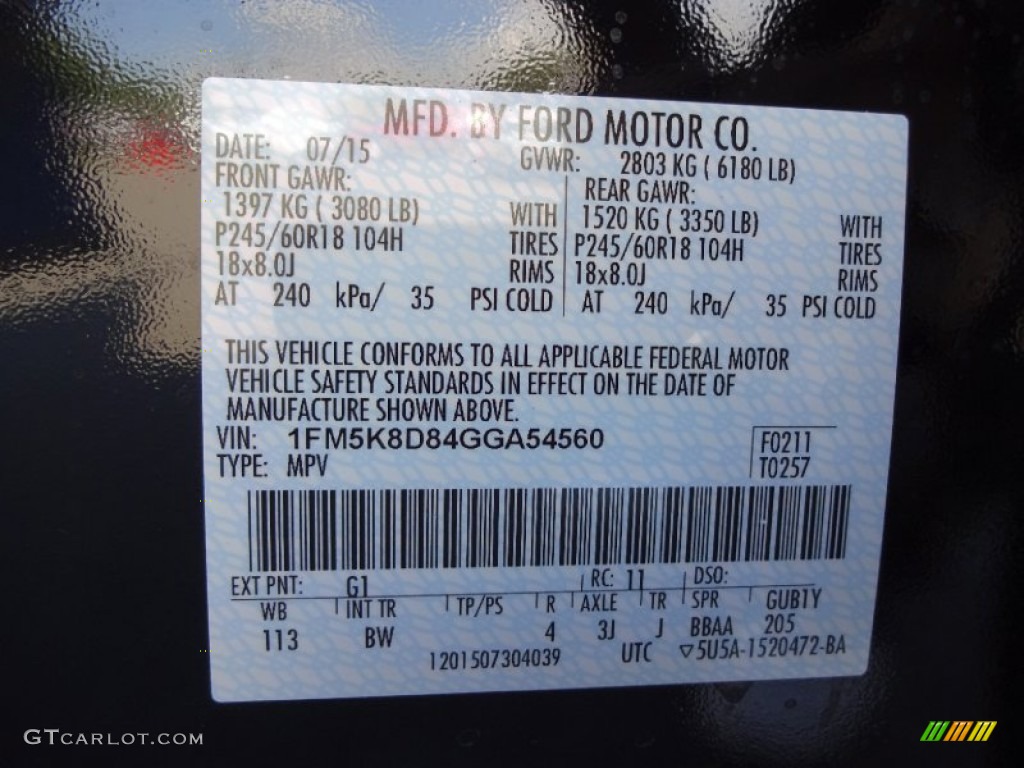 MFD. BY FORD MOTOR CO.
DATE: 07/15 GVWR: 2803 KG ( 6180 LB)
FRONT GAWR: REAR GAWR:
1397 KG ( 3080 LB) WITH 1520 KG ( 3350 LB) WITH
P245/60R18 104H TIRES P245/60R18 104H TIRES
18x8.0J RIMS 18x8.0J RIMS
AT 240 kPa/ 35 PSI COLD AT 240 kPa/ 35 PSI COLD
THIS VEHICLE CONFORMS TO ALL APPLICABLE FEDERAL MOTOR
VEHICLE SAFETY STANDARDS IN EFFECT ON THE DATE OF
MANUFACTURE SHOWN ABOVE.
VIN: 1FM5K8D84GGA54560 F0211
TYPE: MPV T0257
EXT PNT: G1 RC: 11 DSO:
WB INT TR TP/PS R AXLE TR SPR GUB1Y
113 BW 4 3J J BBAA 205
1201507304039 UTC ▽5U5A-1520472-BA
GTCARLOT.COM